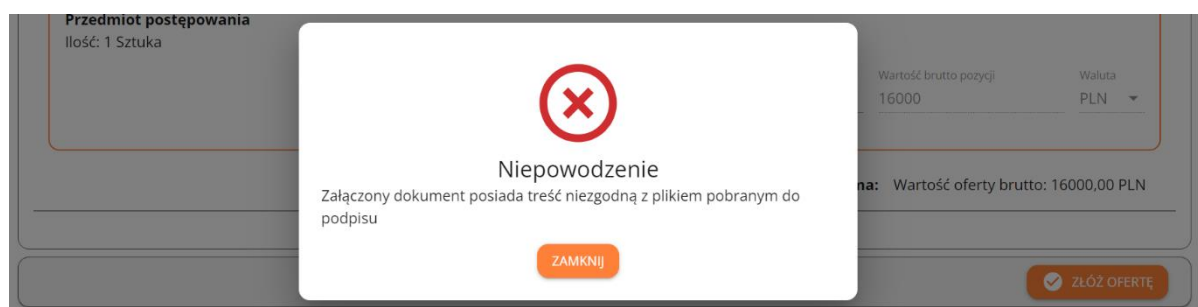 Przedmiot postępowania
Ilość: 1 Sztuka
Wartość brutto pozycji
Waluta
16000
PLN
Niepowodzenie
Załączony dokument posiada treść niezgodną z plikiem pobranym do
podpisu
Wartość oferty brutto: 16000,00 PLN
ZAMKNIJ
ZŁÓŻ OFERTĘ